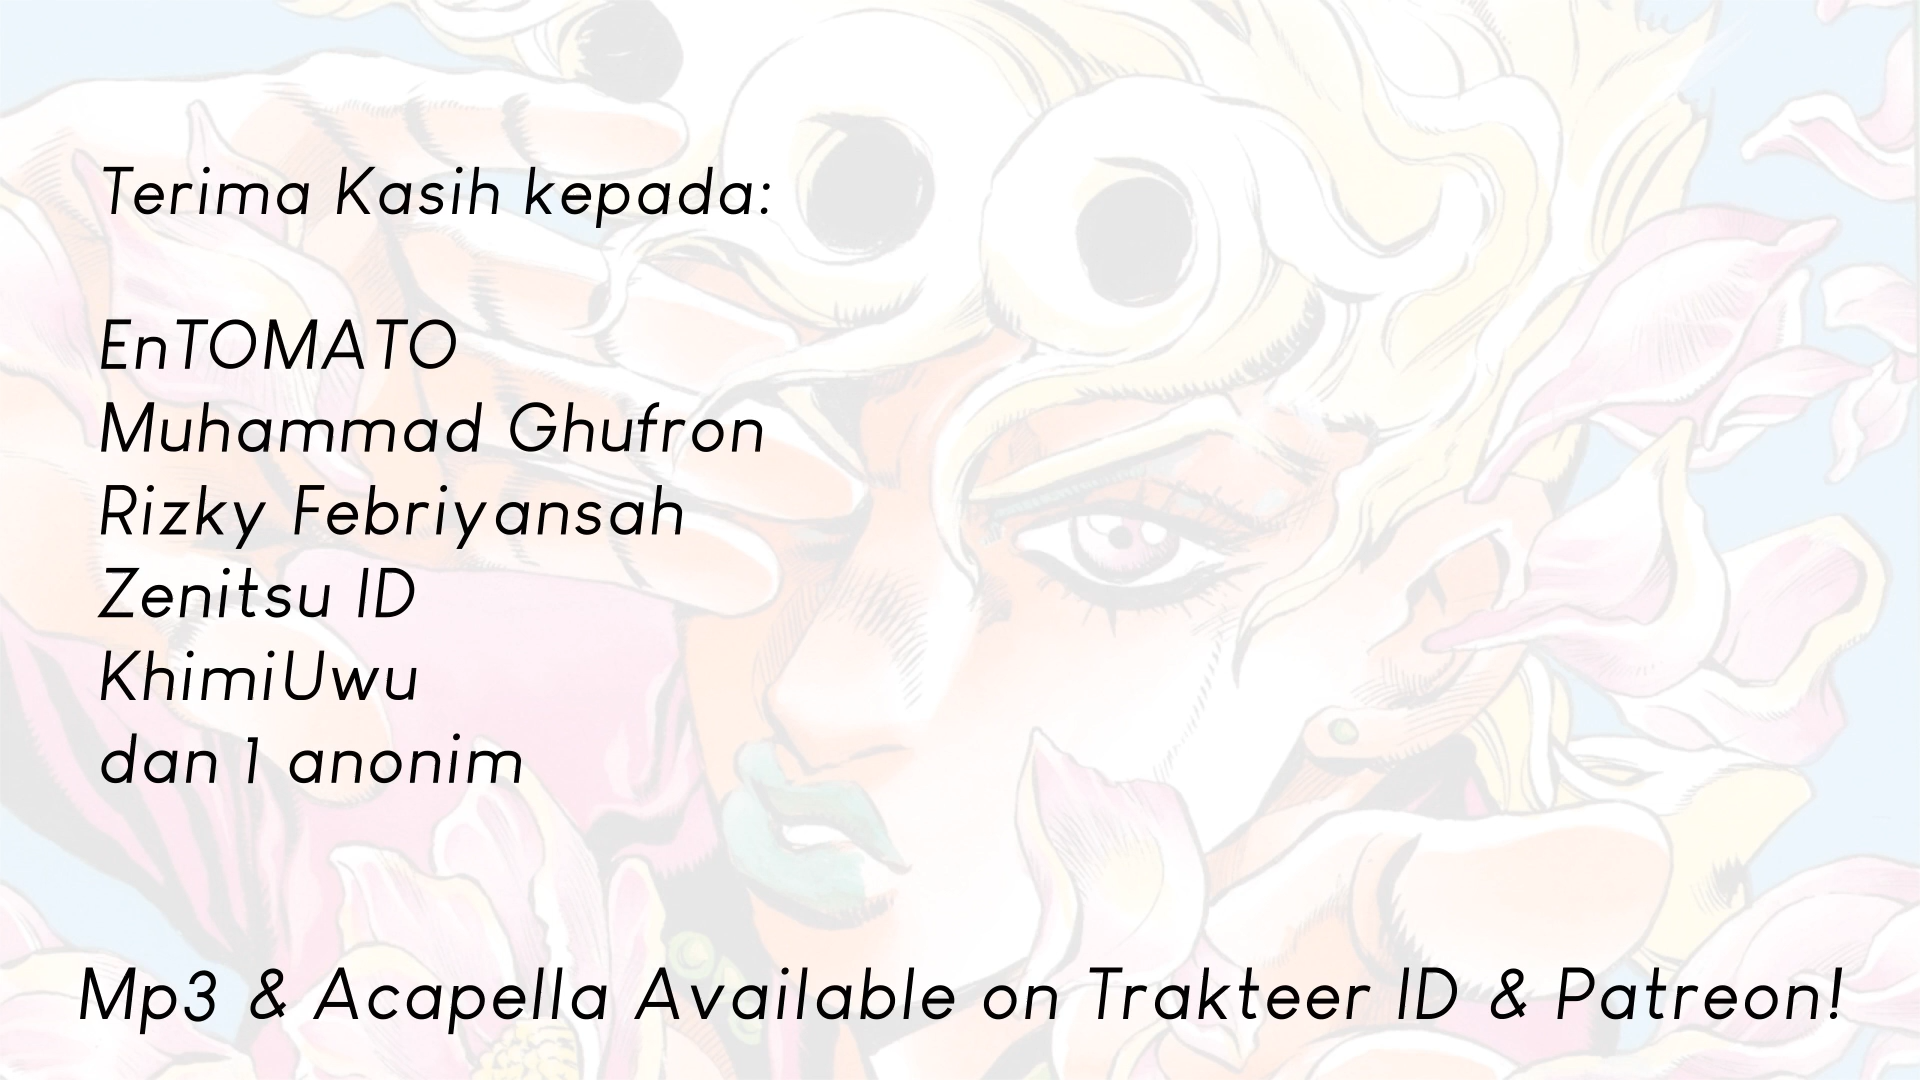 Terima Kasih kepada:
EnTOMATO
Muhammad Ghufron
Rizky Febriyansah
Zenitsu ID
KhimiUwu
dan 1 anonim
Mp3 & Acapella Available on Trakteer ID & Patreon!